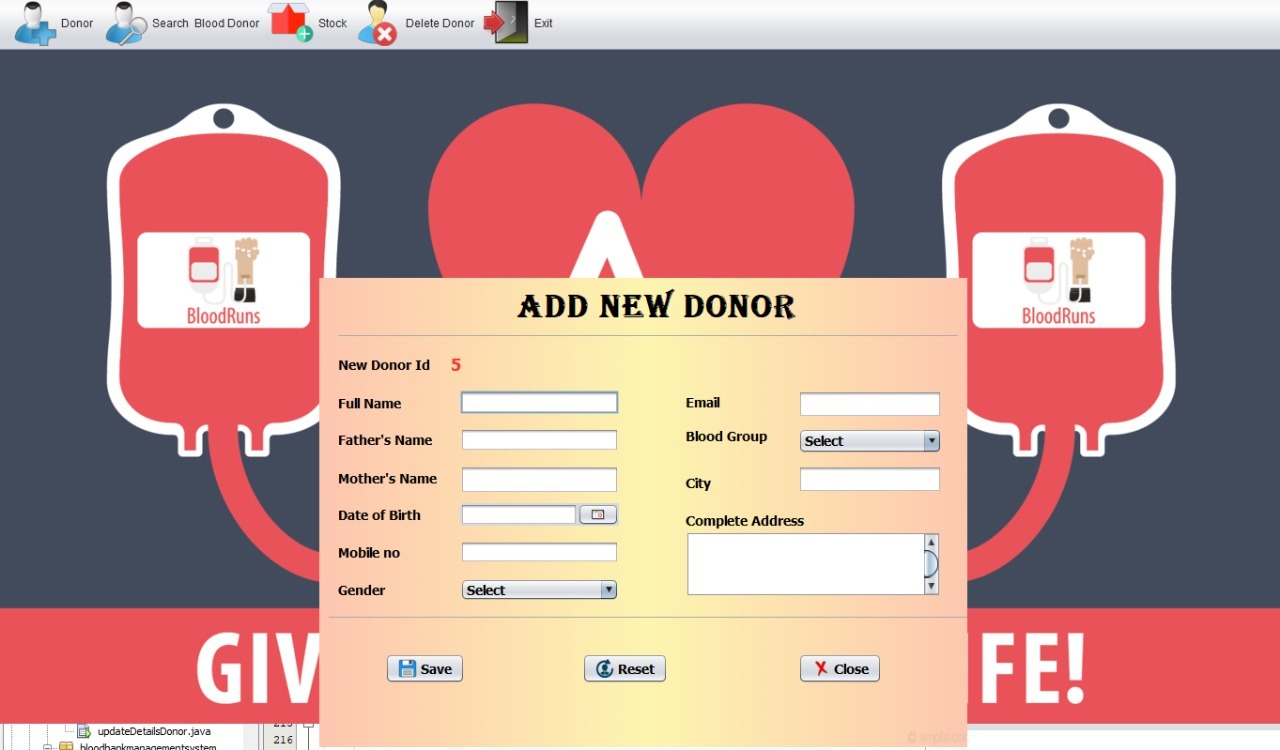 Donor Search Blood Donor Stock Delete Donor Exit
BloodRuns
BloodRuns
ADD NEW DONOR
New Donor Id 5
Full Name
Email
Father's Name
Blood Group Select
Mother's Name
City
Date of Birth
Complete Address
Mobile no
Gender Select
GIV
FE!
Save Reset Close
updateDetailsDonor.java
216
bloodbankmanagementsystem